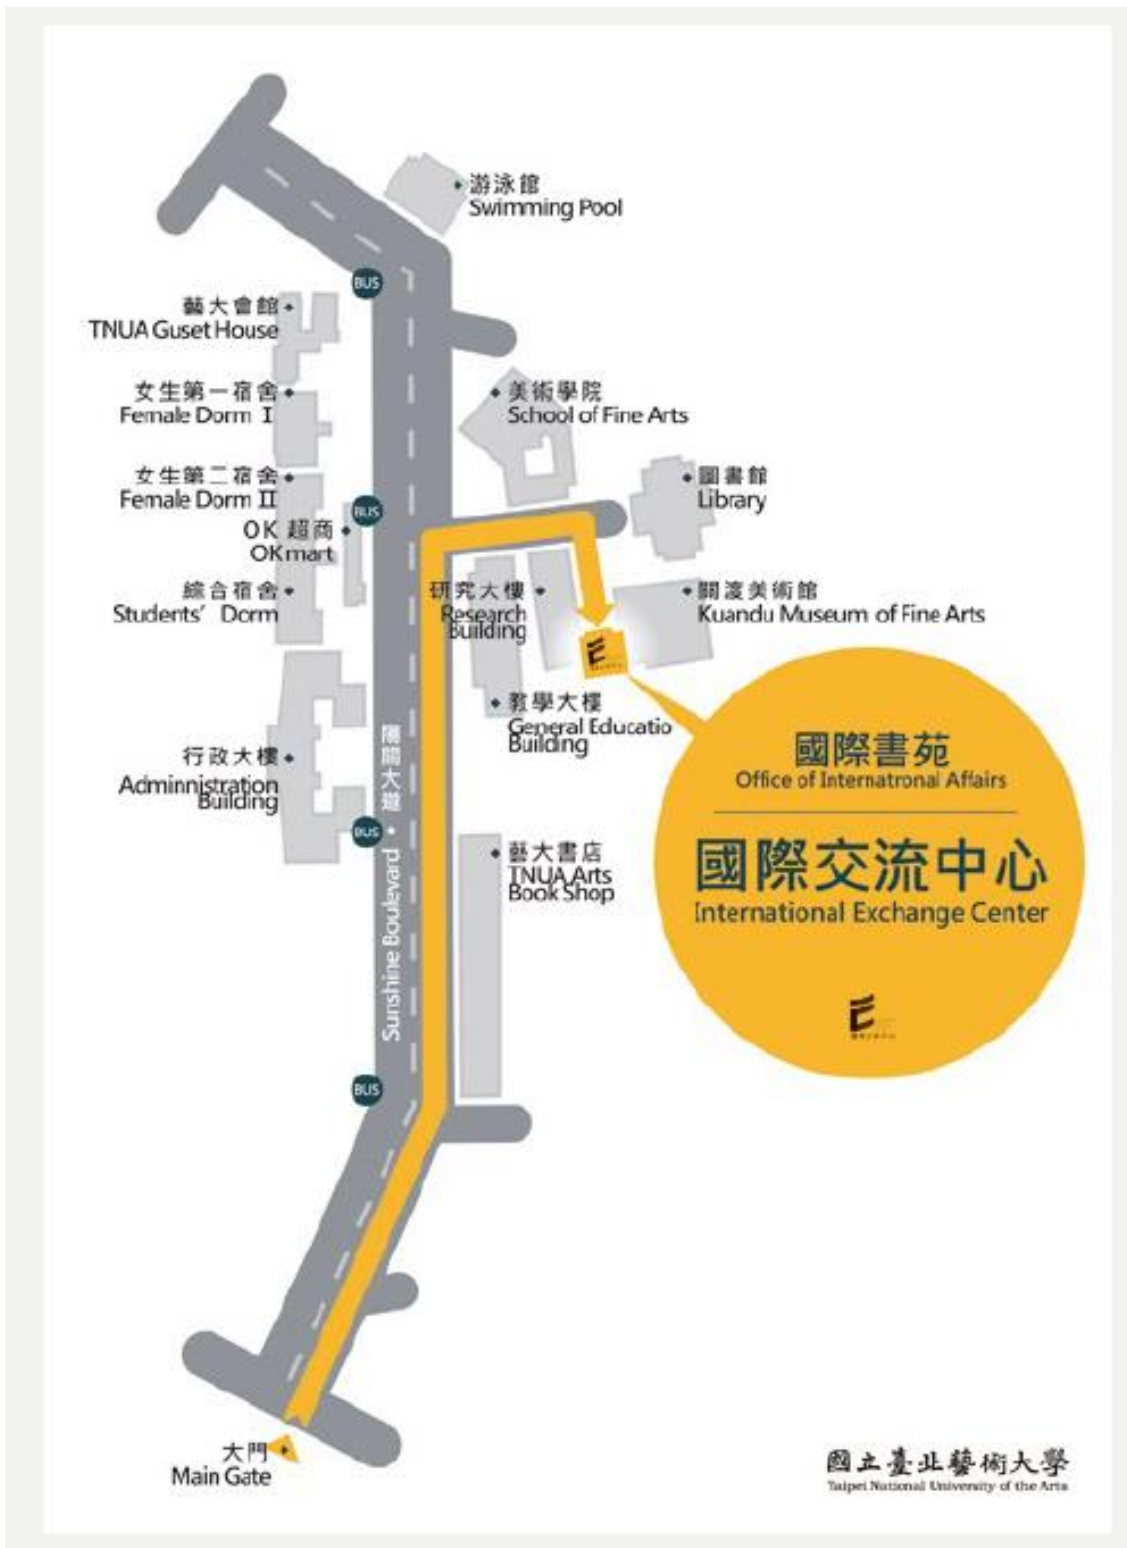 游泳館
Swimming Pool
BUS
藝大會館
TNUA Guset House
女生第一宿舍
Female Dorm I
美術學院
School of Fine Arts
女生第二宿舍
Female Dorm II
圖書館
Library
BUS
OK 超商
OK mart
綜合宿舍
Students' Dorm
研究大樓
Research
Building
關渡美術館
Kuandu Museum of Fine Arts
教學大樓
General Educatio
Building
行政大樓
Adminnistration
Building
BUS
陽關大道
Sunshine Boulevard
藝大書店
TNUA Arts
Book Shop
國際書苑
Office of Internatronal Affairs
國際交流中心
International Exchange Center
BUS
大門
Main Gate
國立臺北藝術大學
Taipei National University of the Arts